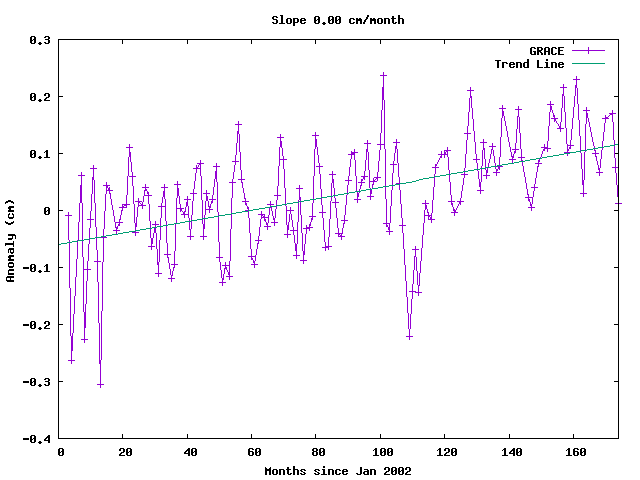 Slope 0.00 cm/month
GRACE
Trend Line
0.3
0.2
0.1
0
-0.1
-0.2
-0.3
-0.4
Anomaly (cm)
0 20 40 60 80 100 120 140 160
Months since Jan 2002